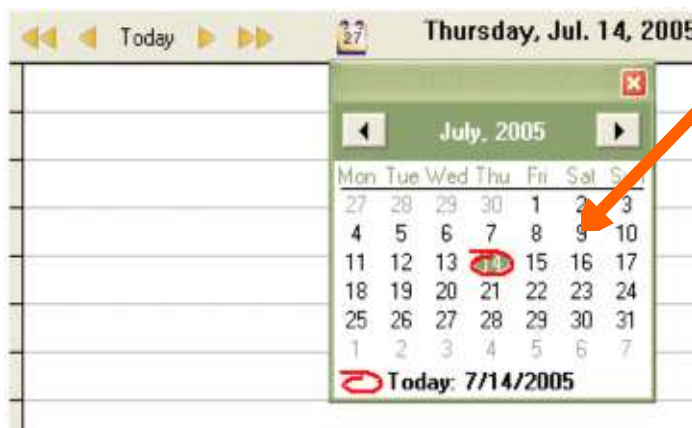 Today 27 Thursday, Jul. 14, 2005
July, 2005
Mon Tue Wed Thu Fri Sat Sun
27 28 29 30 1 2 3
4 5 6 7 8 9 10
11 12 13 14 15 16 17
18 19 20 21 22 23 24
25 26 27 28 29 30 31
1 2 3 4 5 6 7
Today: 7/14/2005